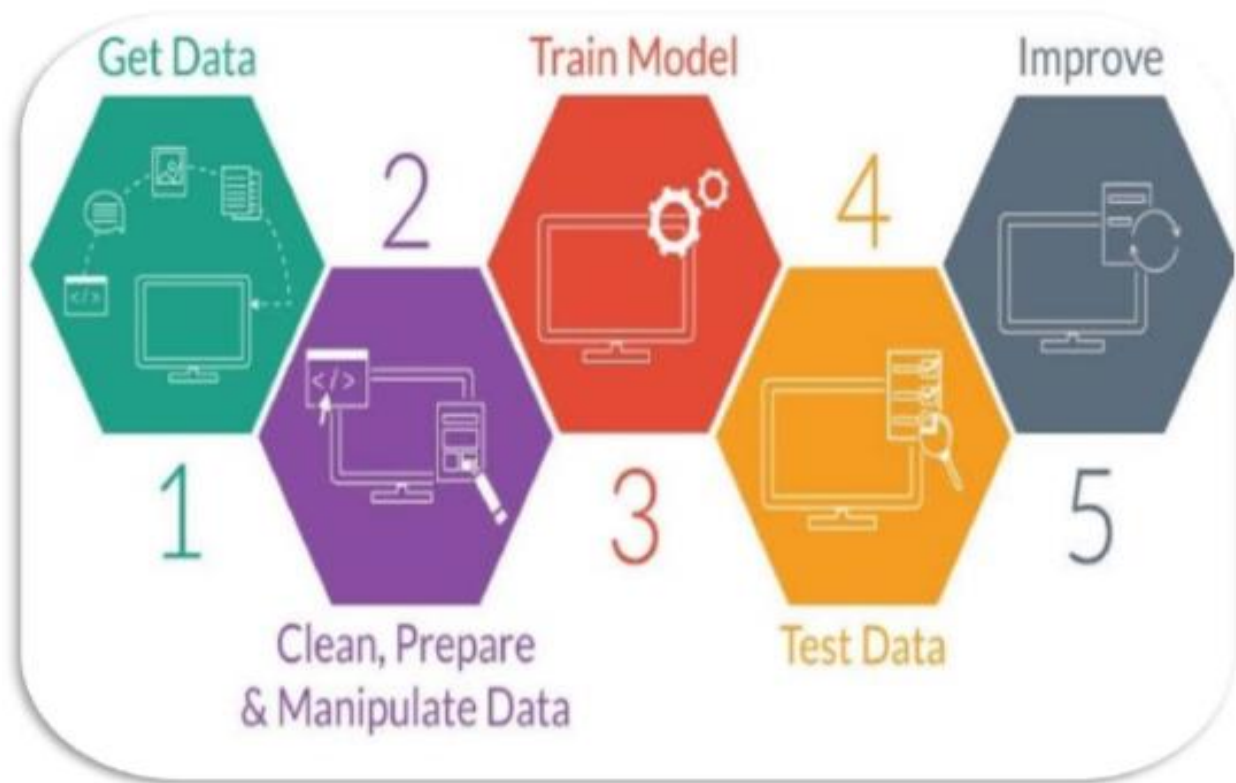 Get Data
Train Model
Improve
2
4
</>
</>
1
3
5
Clean, Prepare
& Manipulate Data
Test Data